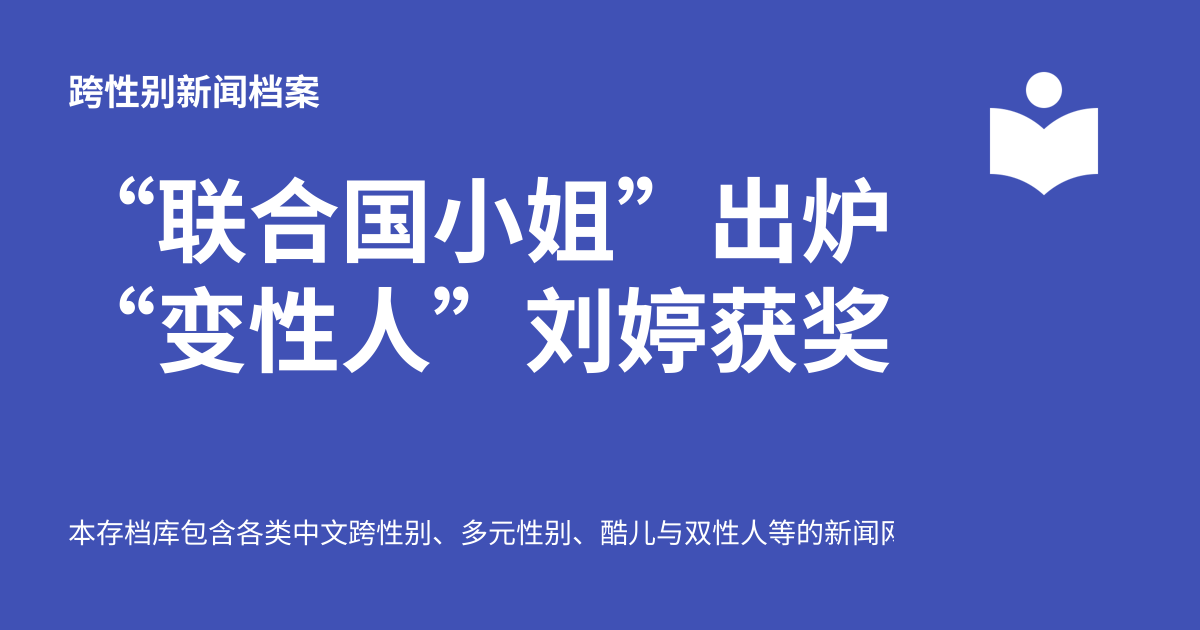 跨性别新闻档案
“联合国小姐”出炉
“变性人”刘婷获奖
本存档库包含各类中文跨性别、多元性别、酷儿与双性人等的新闻